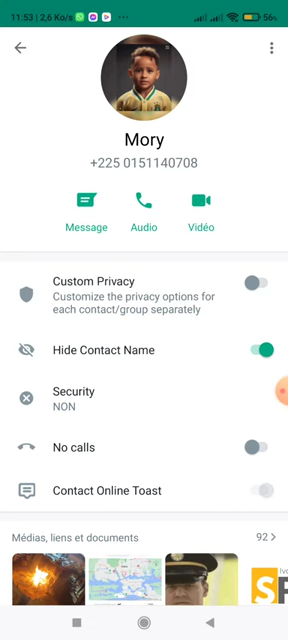 11:53 | 2,6 Ko/s
56%
Mory
+225 0151140708
Message
Audio
Vidéo
Custom Privacy
Customize the privacy options for
each contact/group separately
Hide Contact Name
Security
NON
No calls
Contact Online Toast
Médias, liens et documents
92 >